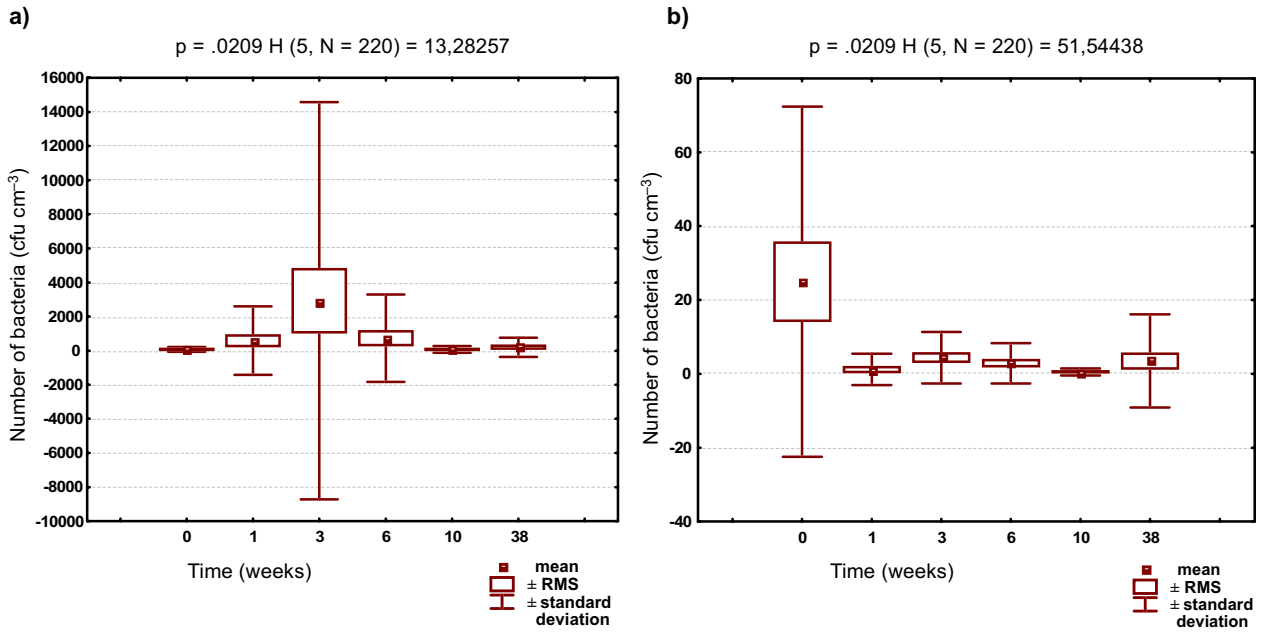 a)
p = .0209 H (5, N = 220) = 13,28257
Number of bacteria (cfu cm⁻³)
16000
14000
12000
10000
8000
6000
4000
2000
0
-2000
-4000
-6000
-8000
-10000
0 1 3 6 10 38
Time (weeks)
mean
± RMS
± standard
deviation
b)
p = .0209 H (5, N = 220) = 51,54438
Number of bacteria (cfu cm⁻³)
80
60
40
20
0
-20
-40
0 1 3 6 10 38
Time (weeks)
mean
± RMS
± standard
deviation